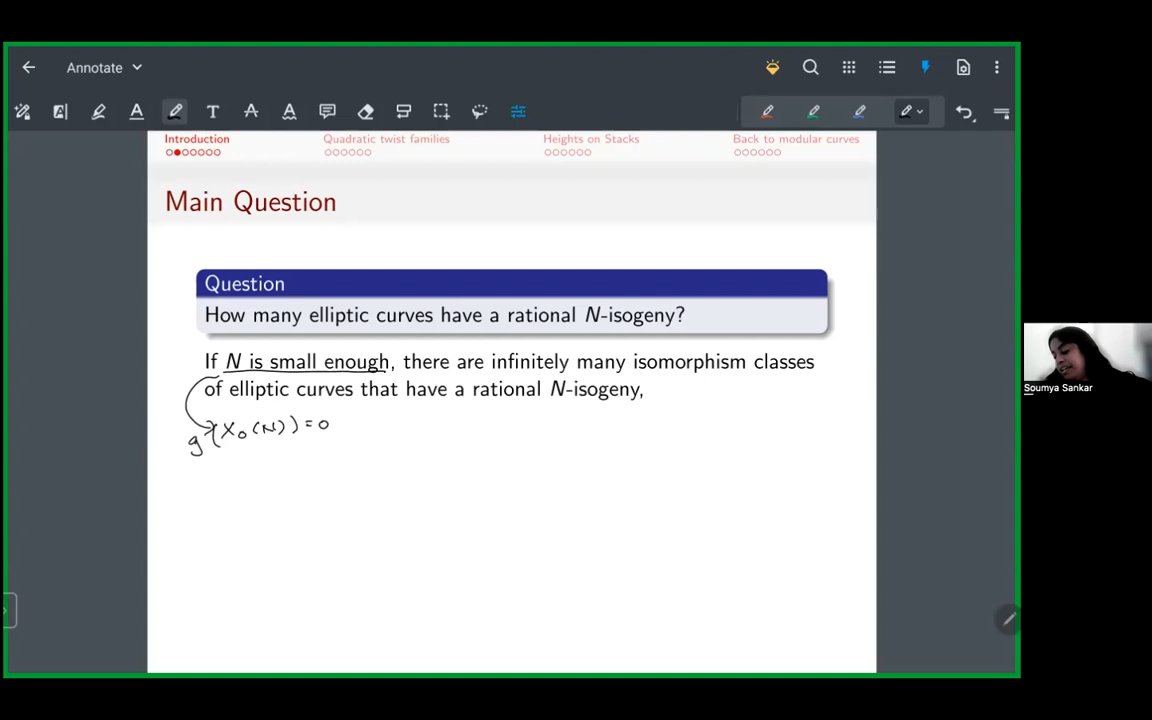 Annotate
Introduction
Quadratic twist families
Heights on Stacks
Back to modular curves
Main Question
Question
How many elliptic curves have a rational N-isogeny?
If N is small enough, there are infinitely many isomorphism classes
of elliptic curves that have a rational N-isogeny,
g(X₀(N)) = 0
Soumya Sankar